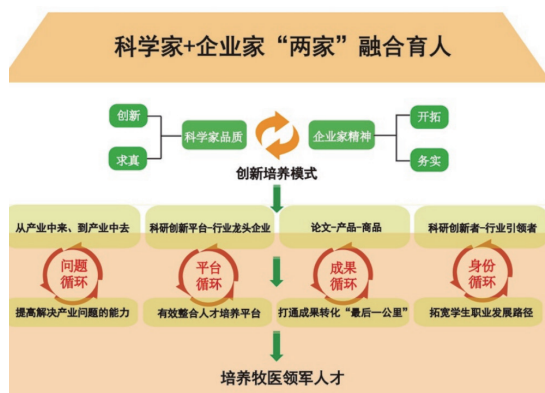 科学家+企业家“两家”融合育人
创新
求真
科学家品质
企业家精神
开拓
务实
创新培养模式
从产业中来、到产业中去
科研创新平台-行业龙头企业
论文-产品-商品
科研创新者-行业引领者
问题
循环
平台
循环
成果
循环
身份
循环
提高解决产业问题的能力
有效整合人才培养平台
打通成果转化“最后一公里”
拓宽学生职业发展路径
培养牧医领军人才